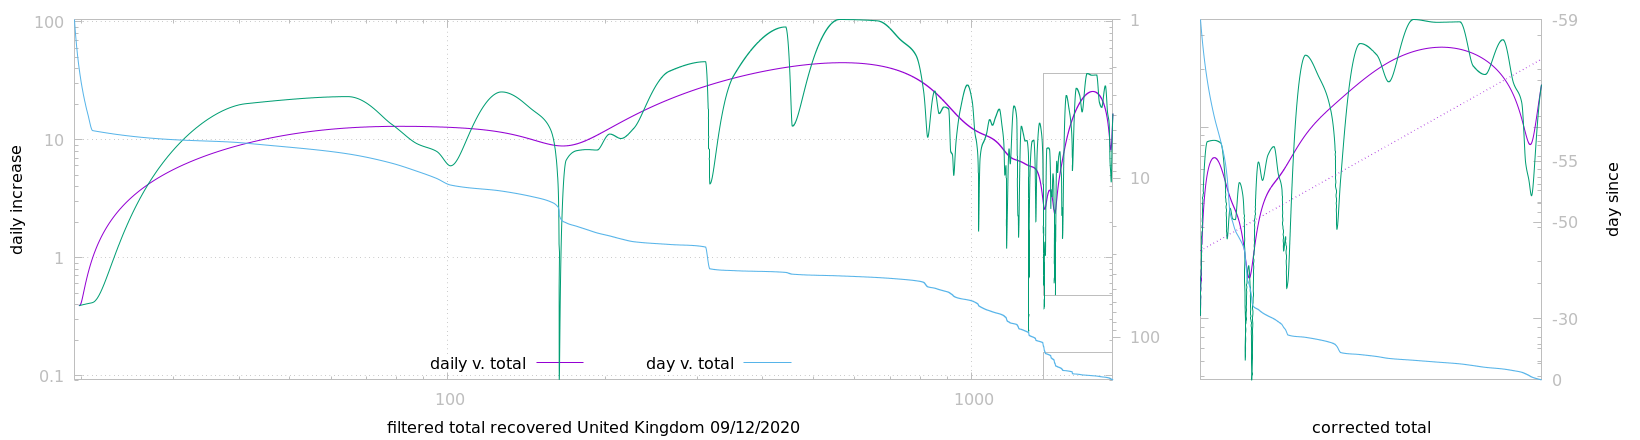 100
10
1
0.1
daily increase
1
10
100
daily v. total
day v. total
100
1000
filtered total recovered United Kingdom 09/12/2020
-59
-55
-50
-30
0
day since
corrected total